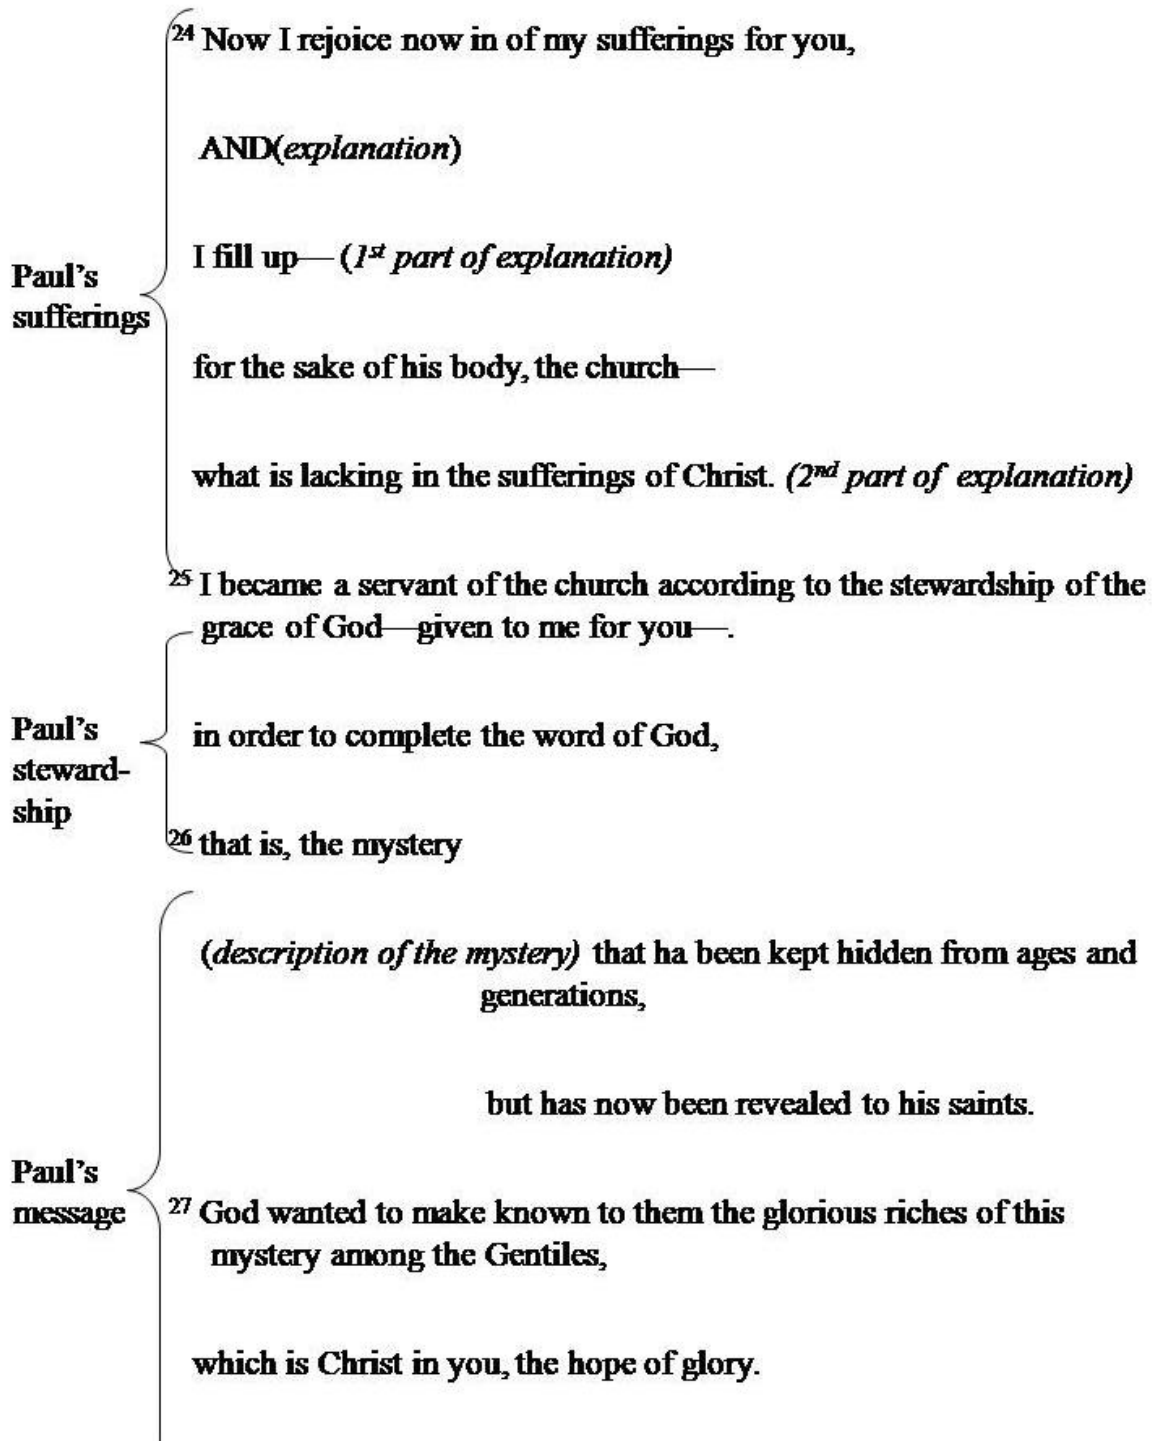 24 Now I rejoice now in of my sufferings for you,
AND(explanation)
I fill up— (1st part of explanation)
Paul's
sufferings
for the sake of his body, the church—
what is lacking in the sufferings of Christ. (2nd part of explanation)
25 I became a servant of the church according to the stewardship of the
grace of God—given to me for you—.
Paul's
steward-
ship
in order to complete the word of God,
26 that is, the mystery
(description of the mystery) that ha been kept hidden from ages and
generations,
but has now been revealed to his saints.
Paul's
message
27 God wanted to make known to them the glorious riches of this
mystery among the Gentiles,
which is Christ in you, the hope of glory.